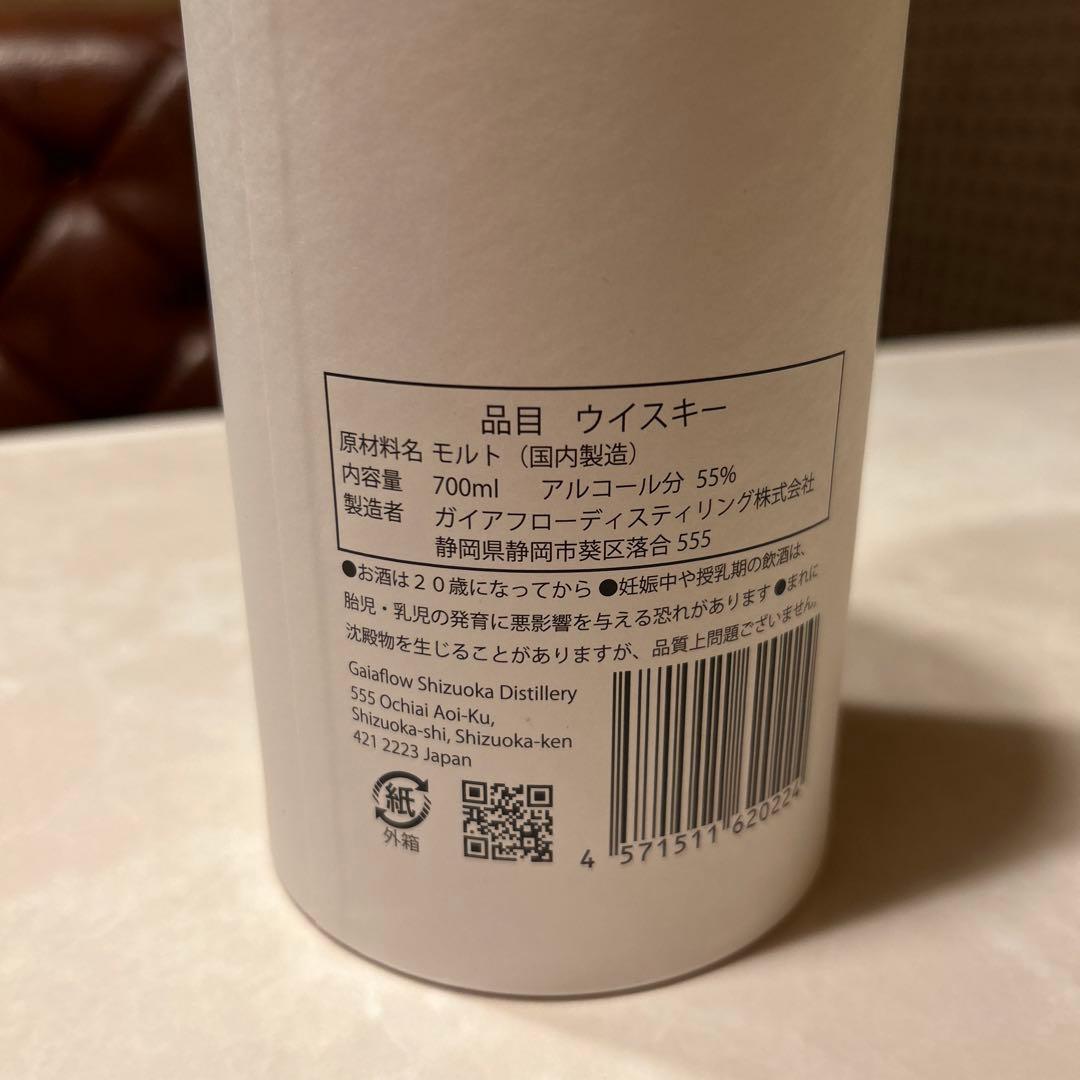 品目　ウイスキー
原材料名 モルト（国内製造）
内容量 700ml アルコール分 55%
製造者 ガイアフローディスティリング株式会社
静岡県静岡市葵区落合 555
●お酒は２０歳になってから ●妊娠中や授乳期の飲酒は、
胎児・乳児の発育に悪影響を与える恐れがあります ●まれに
沈殿物を生じることがありますが、品質上問題ございません。
Gaiaflow Shizuoka Distillery
555 Ochiai Aoi-Ku,
Shizuoka-shi, Shizuoka-ken
421 2223 Japan
紙
外箱
4 571511 620224